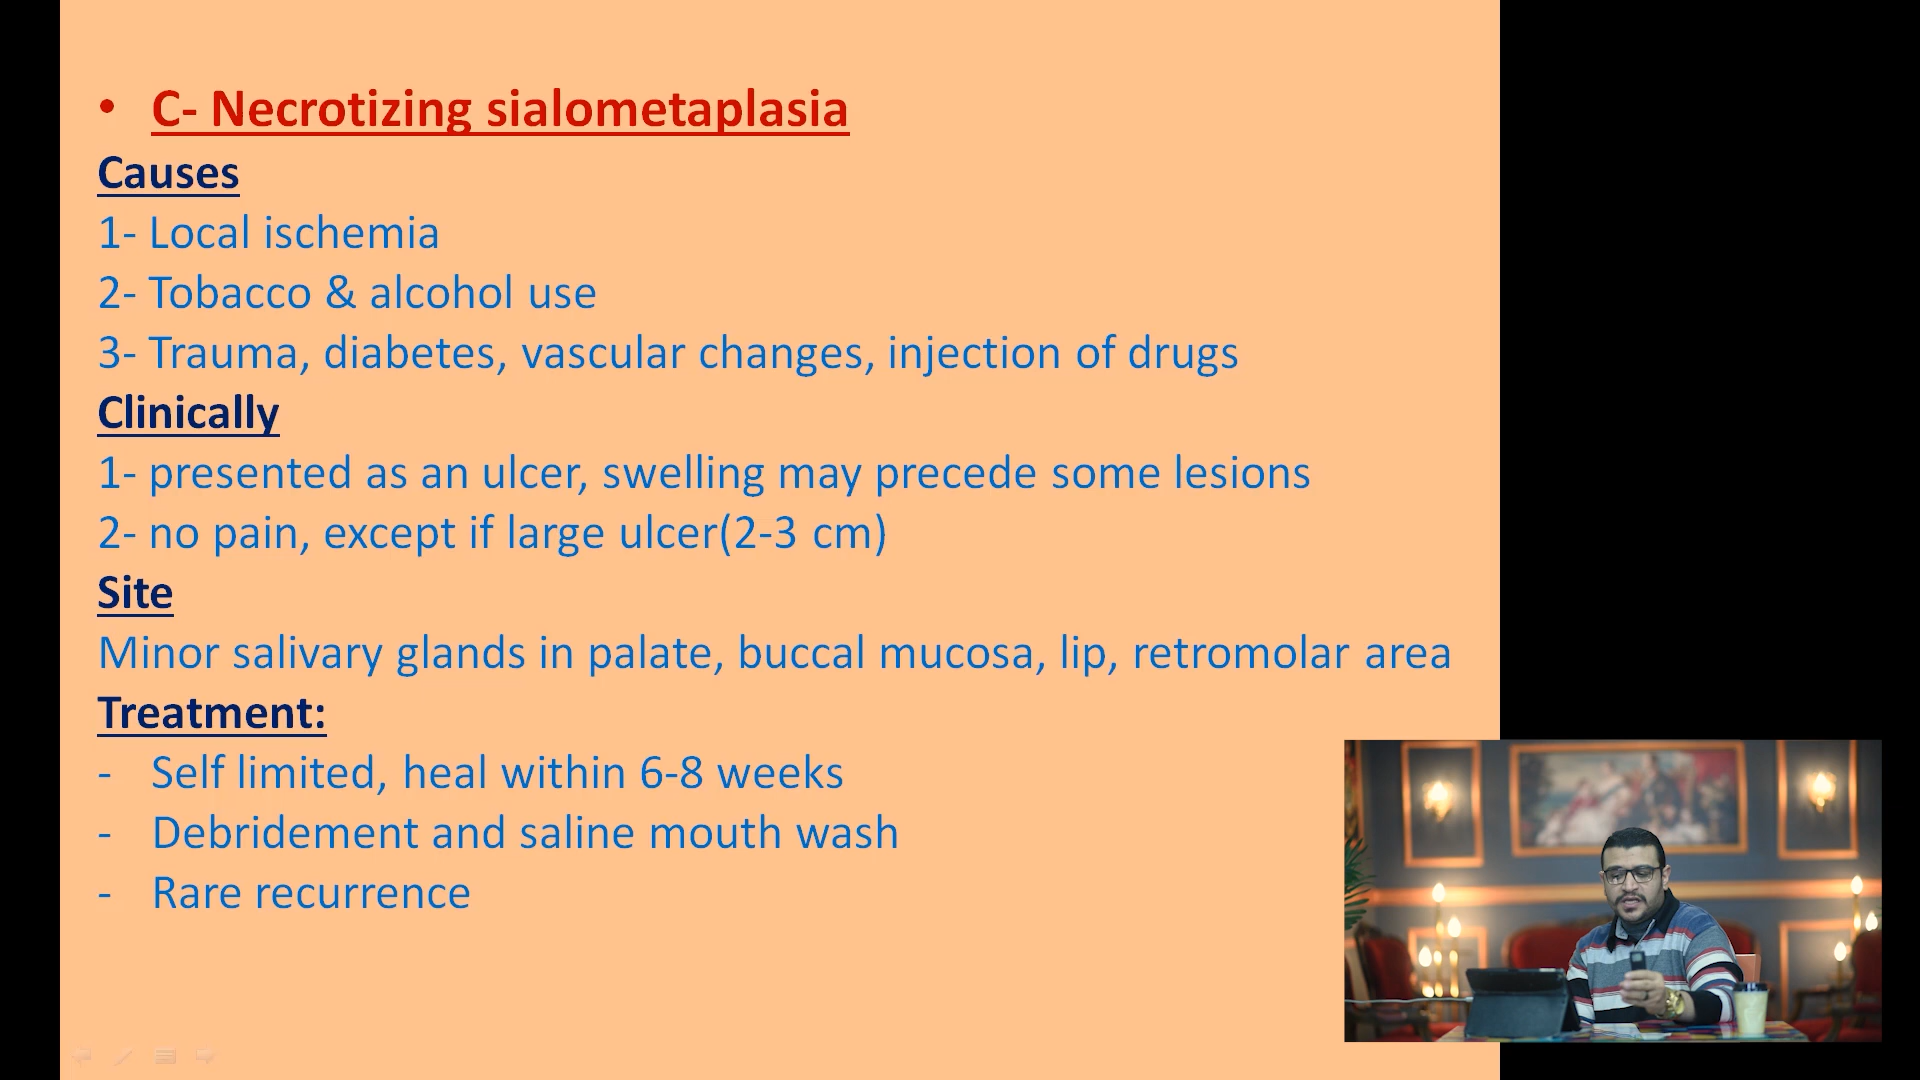 • C- Necrotizing sialometaplasia
Causes
1- Local ischemia
2- Tobacco & alcohol use
3- Trauma, diabetes, vascular changes, injection of drugs
Clinically
1- presented as an ulcer, swelling may precede some lesions
2- no pain, except if large ulcer(2-3 cm)
Site
Minor salivary glands in palate, buccal mucosa, lip, retromolar area
Treatment:
- Self limited, heal within 6-8 weeks
- Debridement and saline mouth wash
- Rare recurrence